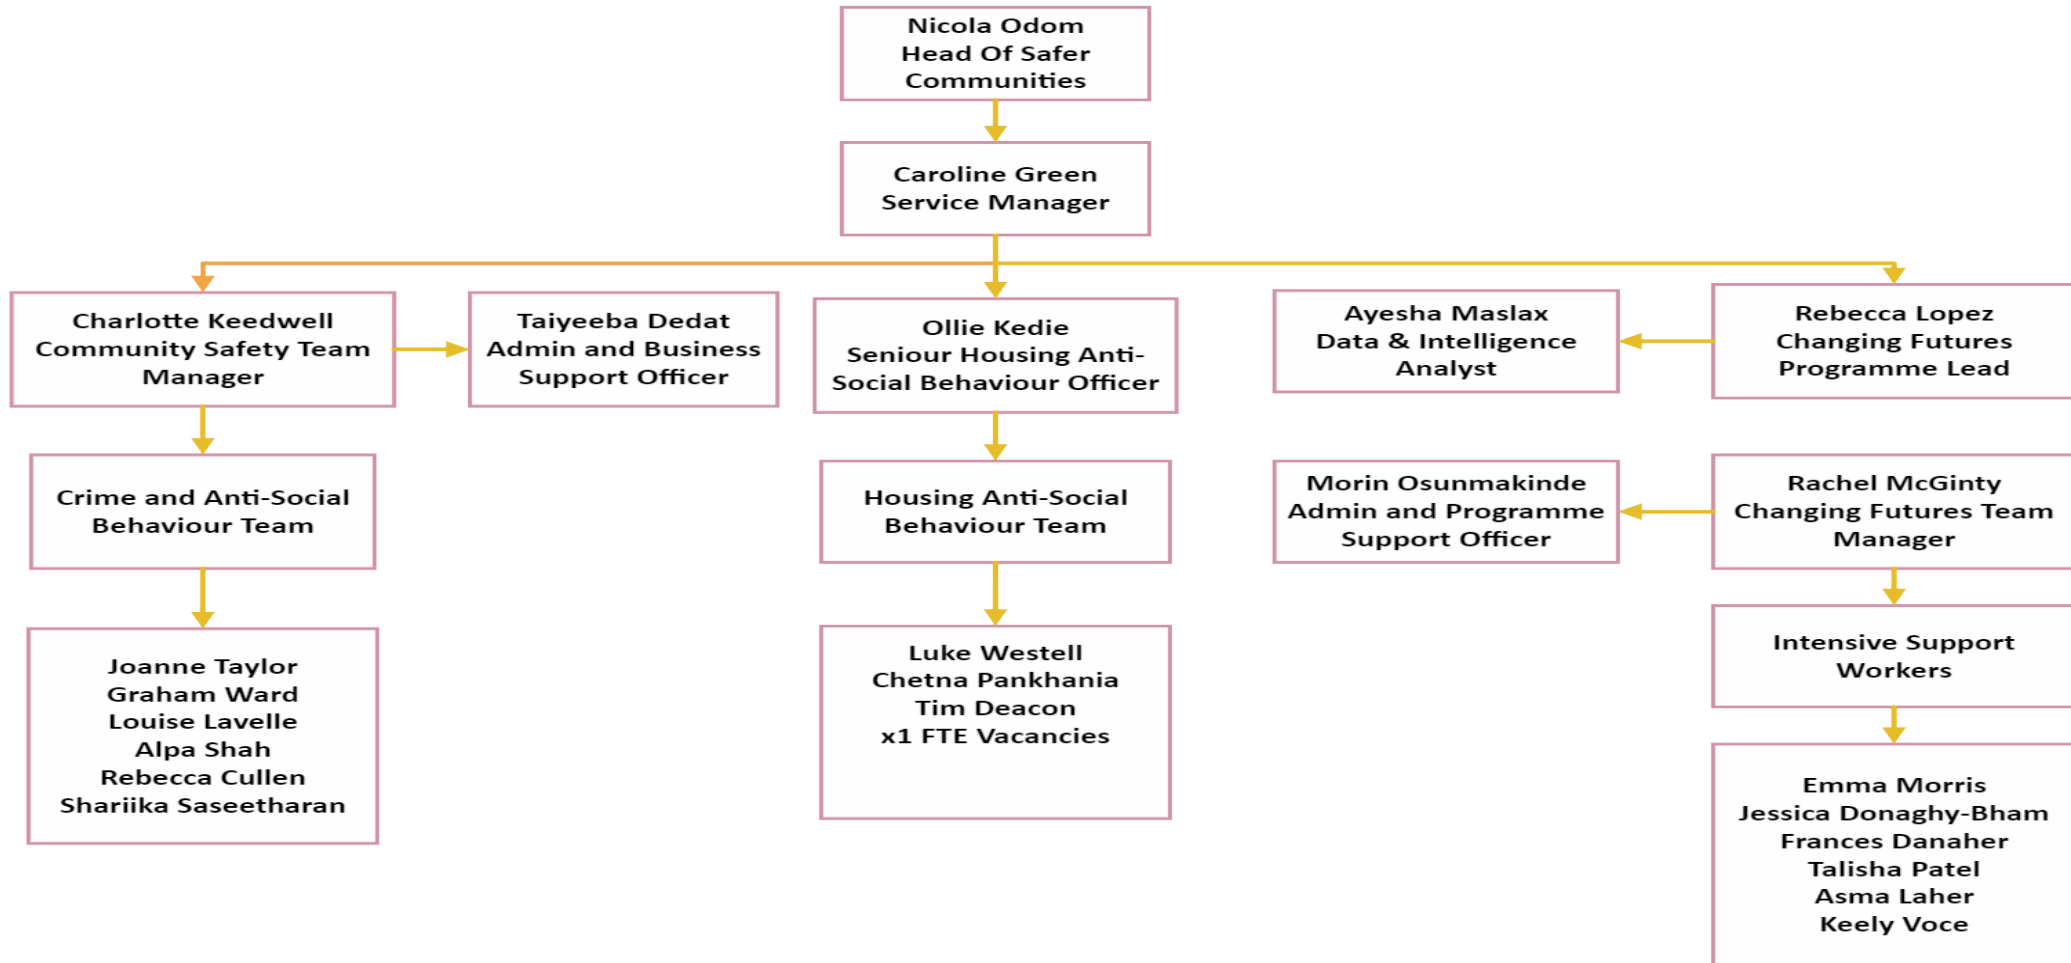 Nicola Odom
Head Of Safer
Communities
Caroline Green
Service Manager
Charlotte Keedwell
Community Safety Team
Manager
Taiyeeba Dedat
Admin and Business
Support Officer
Ollie Kedie
Seniour Housing Anti-
Social Behaviour Officer
Ayesha Maslax
Data & Intelligence
Analyst
Rebecca Lopez
Changing Futures
Programme Lead
Crime and Anti-Social
Behaviour Team
Housing Anti-Social
Behaviour Team
Morin Osunmakinde
Admin and Programme
Support Officer
Rachel McGinty
Changing Futures Team
Manager
Joanne Taylor
Graham Ward
Louise Lavelle
Alpa Shah
Rebecca Cullen
Shariika Saseetharan
Luke Westell
Chetna Pankhania
Tim Deacon
x1 FTE Vacancies
Intensive Support
Workers
Emma Morris
Jessica Donaghy-Bham
Frances Danaher
Talisha Patel
Asma Laher
Keely Voce